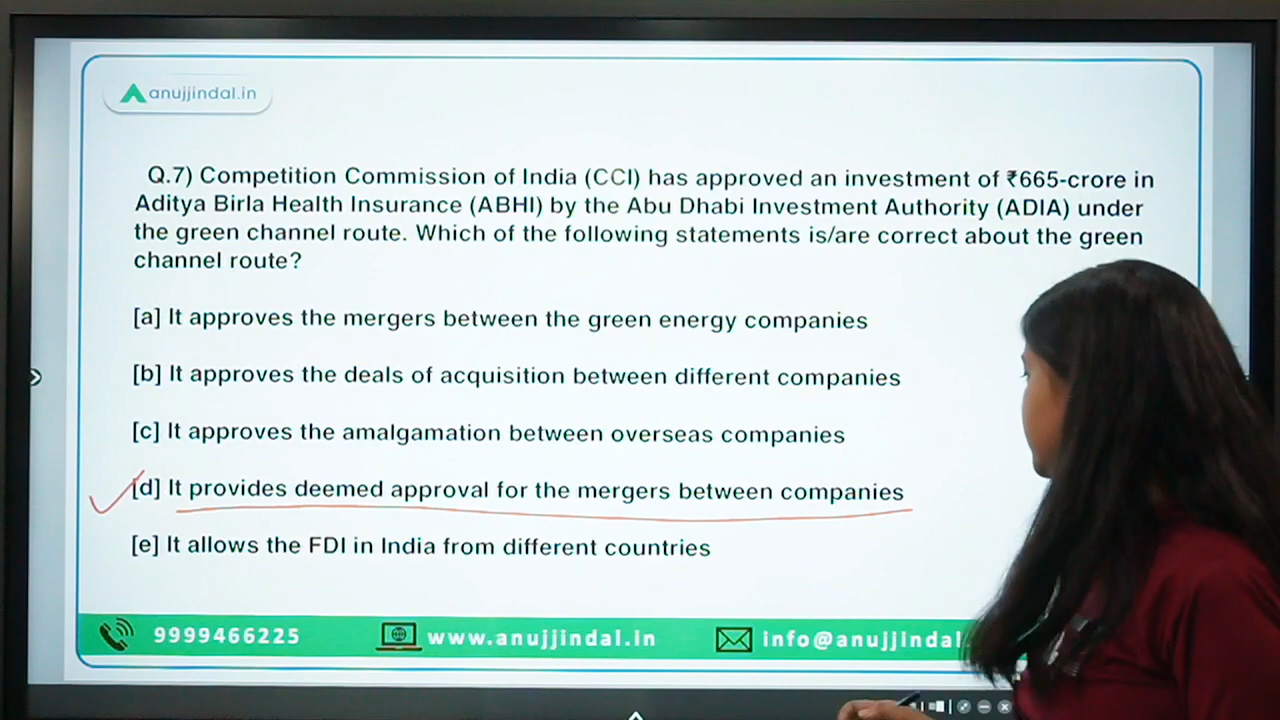 anujjindal.in
Q.7) Competition Commission of India (CCI) has approved an investment of ₹665-crore in
Aditya Birla Health Insurance (ABHI) by the Abu Dhabi Investment Authority (ADIA) under
the green channel route. Which of the following statements is/are correct about the green
channel route?
[a] It approves the mergers between the green energy companies
[b] It approves the deals of acquisition between different companies
[c] It approves the amalgamation between overseas companies
[d] It provides deemed approval for the mergers between companies
[e] It allows the FDI in India from different countries
9999466225 www.anujjindal.in info@anujjindal